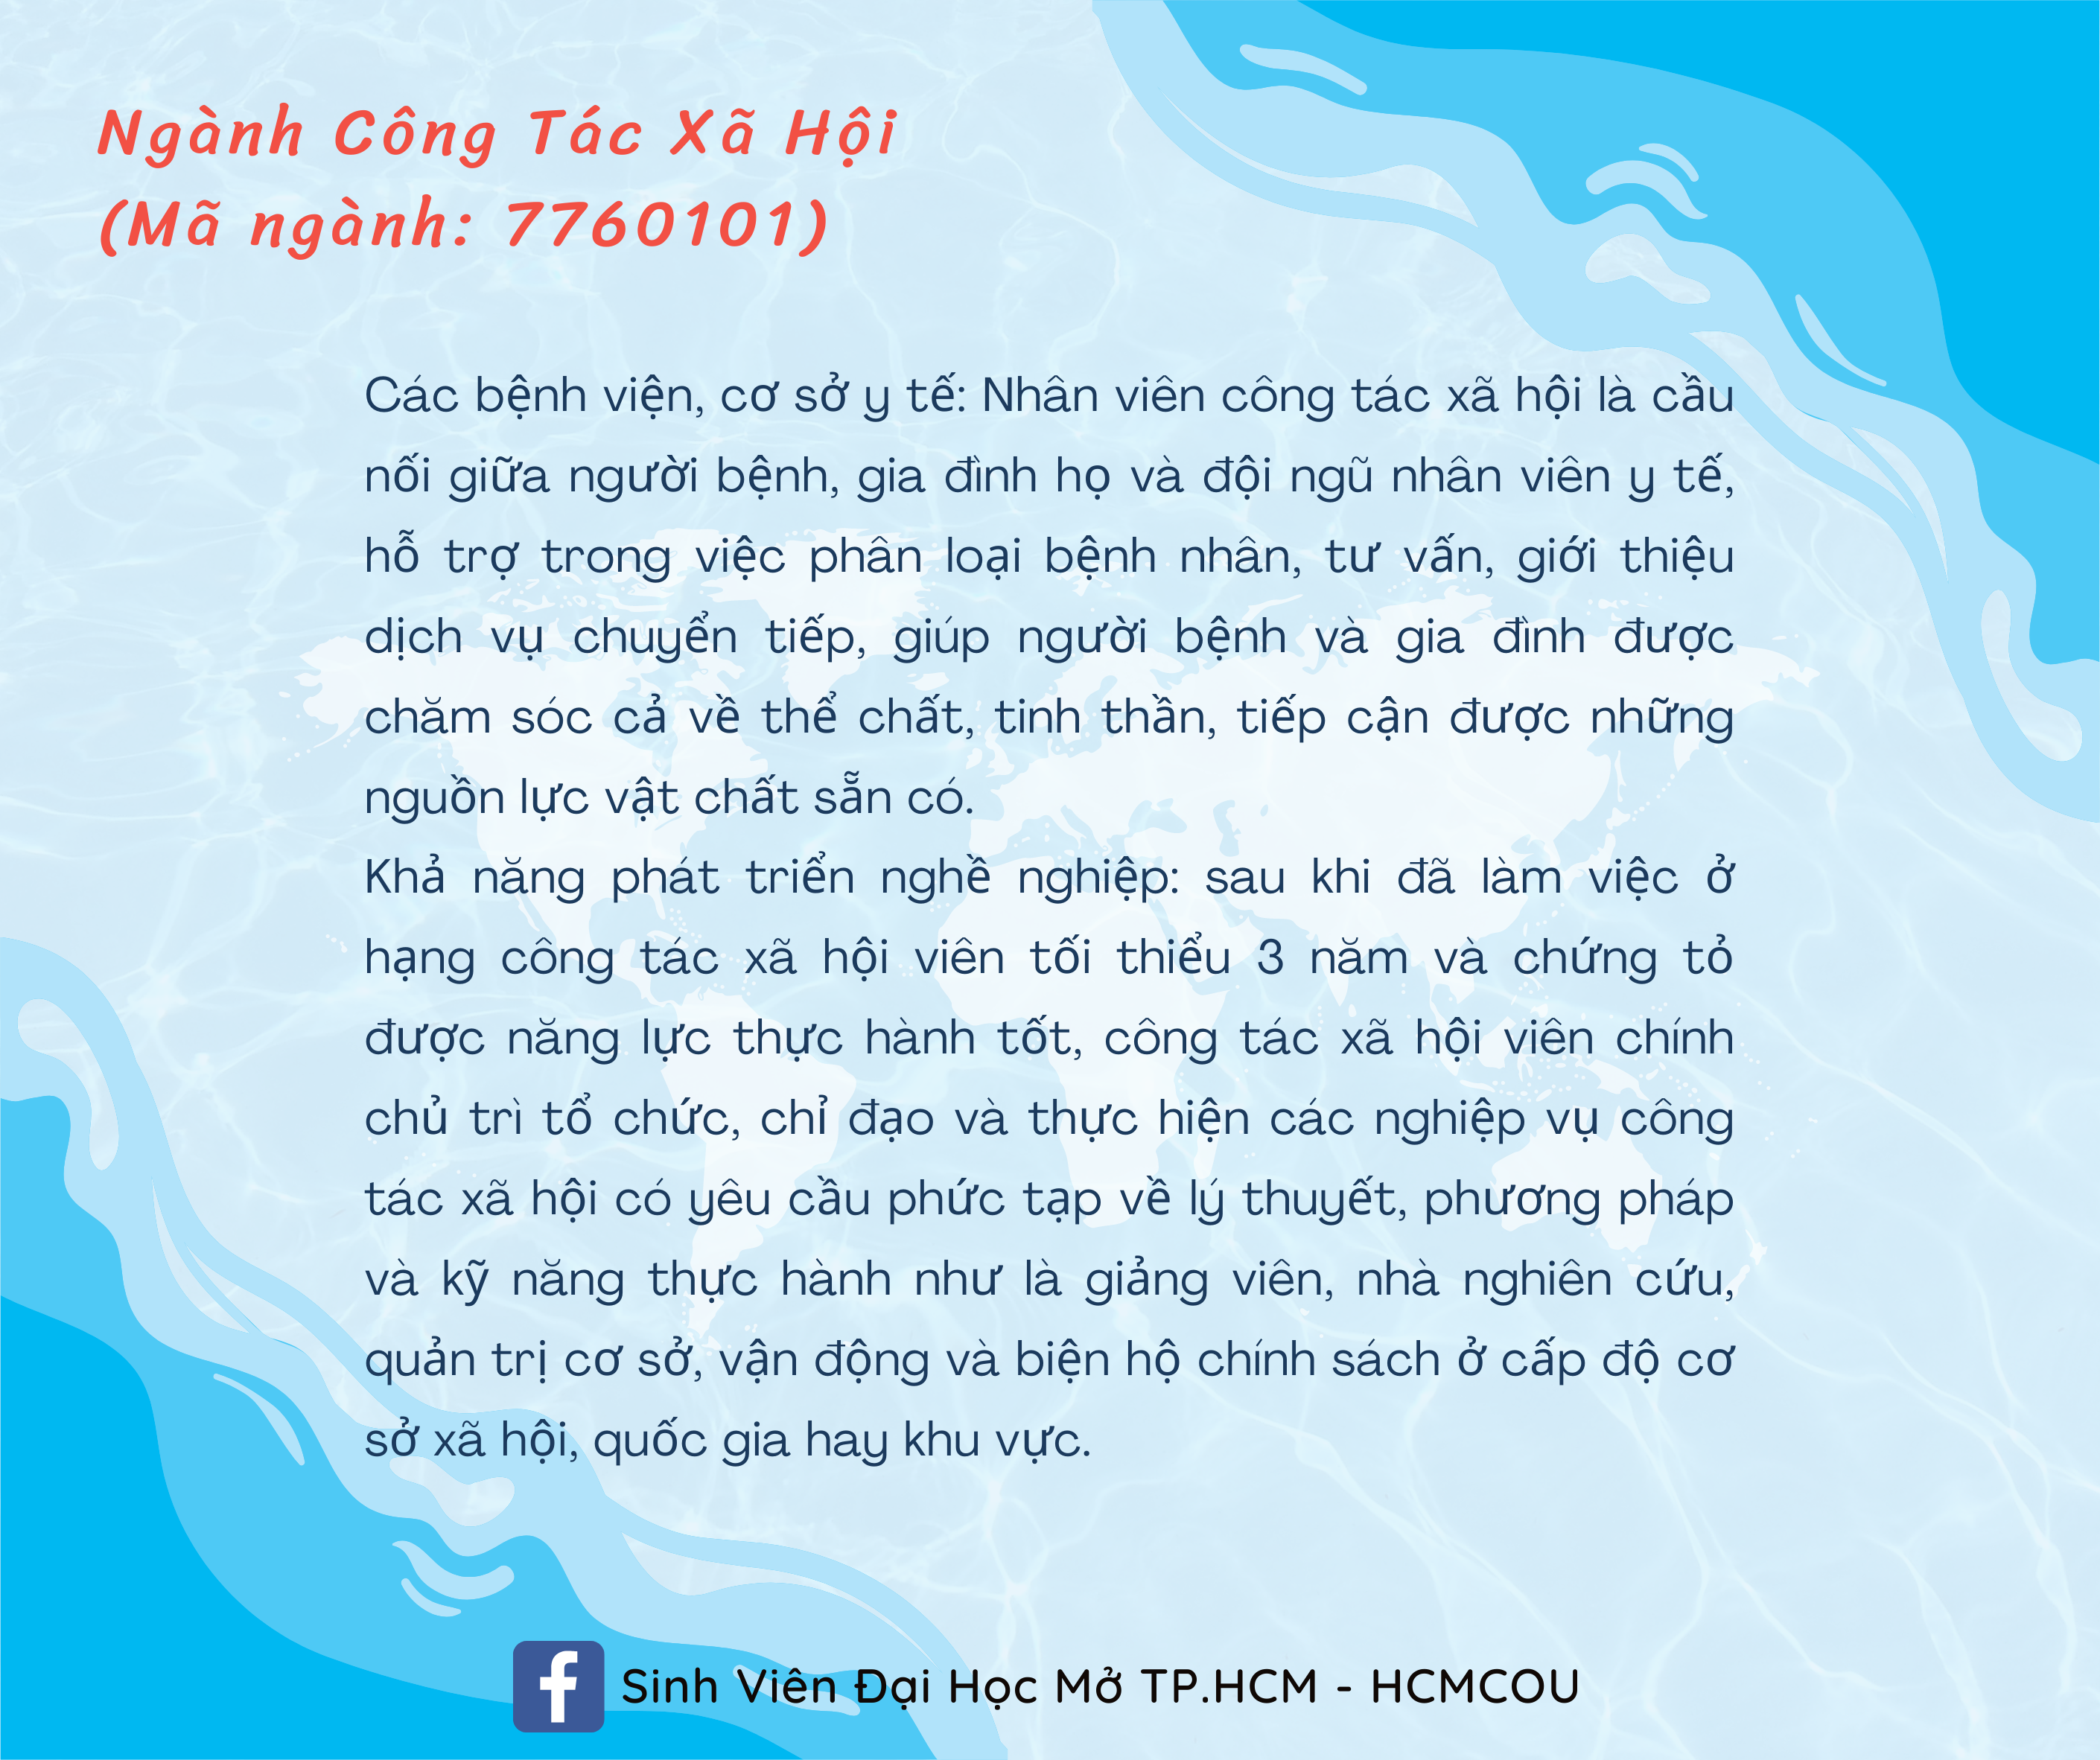 Ngành Công Tác Xã Hội
(Mã ngành: 7760101)
Các bệnh viện, cơ sở y tế: Nhân viên công tác xã hội là cầu
nối giữa người bệnh, gia đình họ và đội ngũ nhân viên y tế,
hỗ trợ trong việc phân loại bệnh nhân, tư vấn, giới thiệu
dịch vụ chuyển tiếp, giúp người bệnh và gia đình được
chăm sóc cả về thể chất, tinh thần, tiếp cận được những
nguồn lực vật chất sẵn có.
Khả năng phát triển nghề nghiệp: sau khi đã làm việc ở
hạng công tác xã hội viên tối thiểu 3 năm và chứng tỏ
được năng lực thực hành tốt, công tác xã hội viên chính
chủ trì tổ chức, chỉ đạo và thực hiện các nghiệp vụ công
tác xã hội có yêu cầu phức tạp về lý thuyết, phương pháp
và kỹ năng thực hành như là giảng viên, nhà nghiên cứu,
quản trị cơ sở, vận động và biện hộ chính sách ở cấp độ cơ
sở xã hội, quốc gia hay khu vực.
Sinh Viên Đại Học Mở TP.HCM - HCMCOU